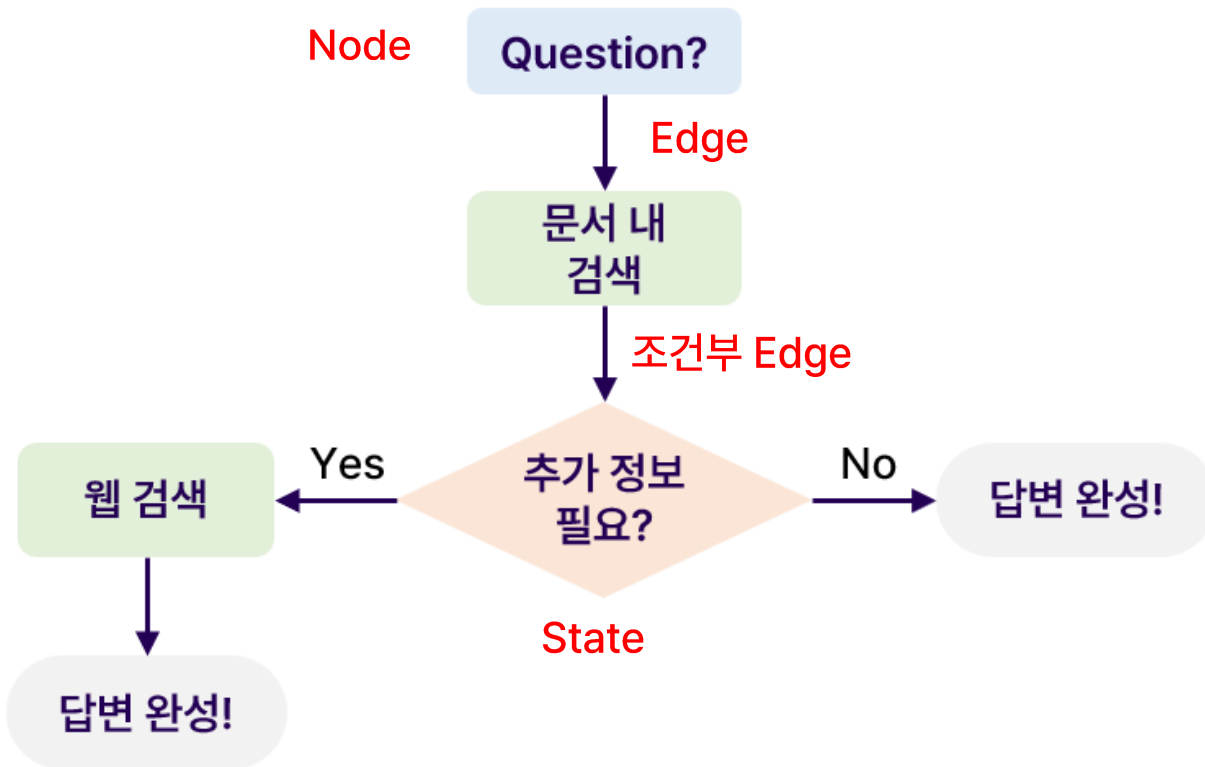 Node
Question?
Edge
문서 내
검색
조건부 Edge
Yes
추가 정보
필요?
No
웹 검색
답변 완성!
State
답변 완성!